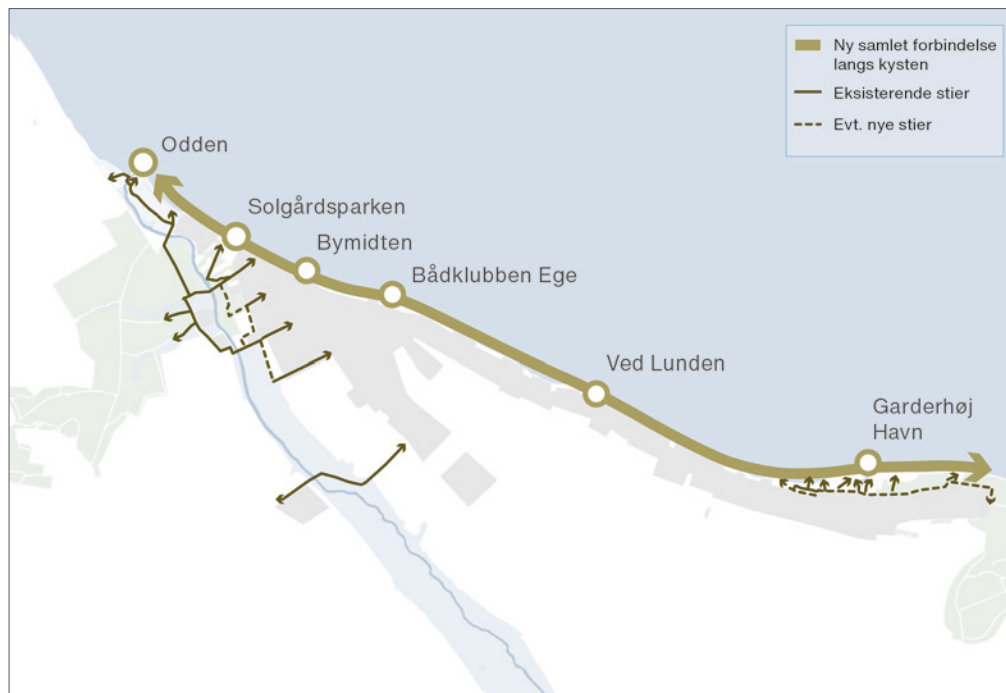 Ny samlet forbindelse
langs kysten
Eksisterende stier
Evt. nye stier
Odden
Solgårdsparken
Bymidten
Bådklubben Ege
Ved Lunden
Garderhøj
Havn